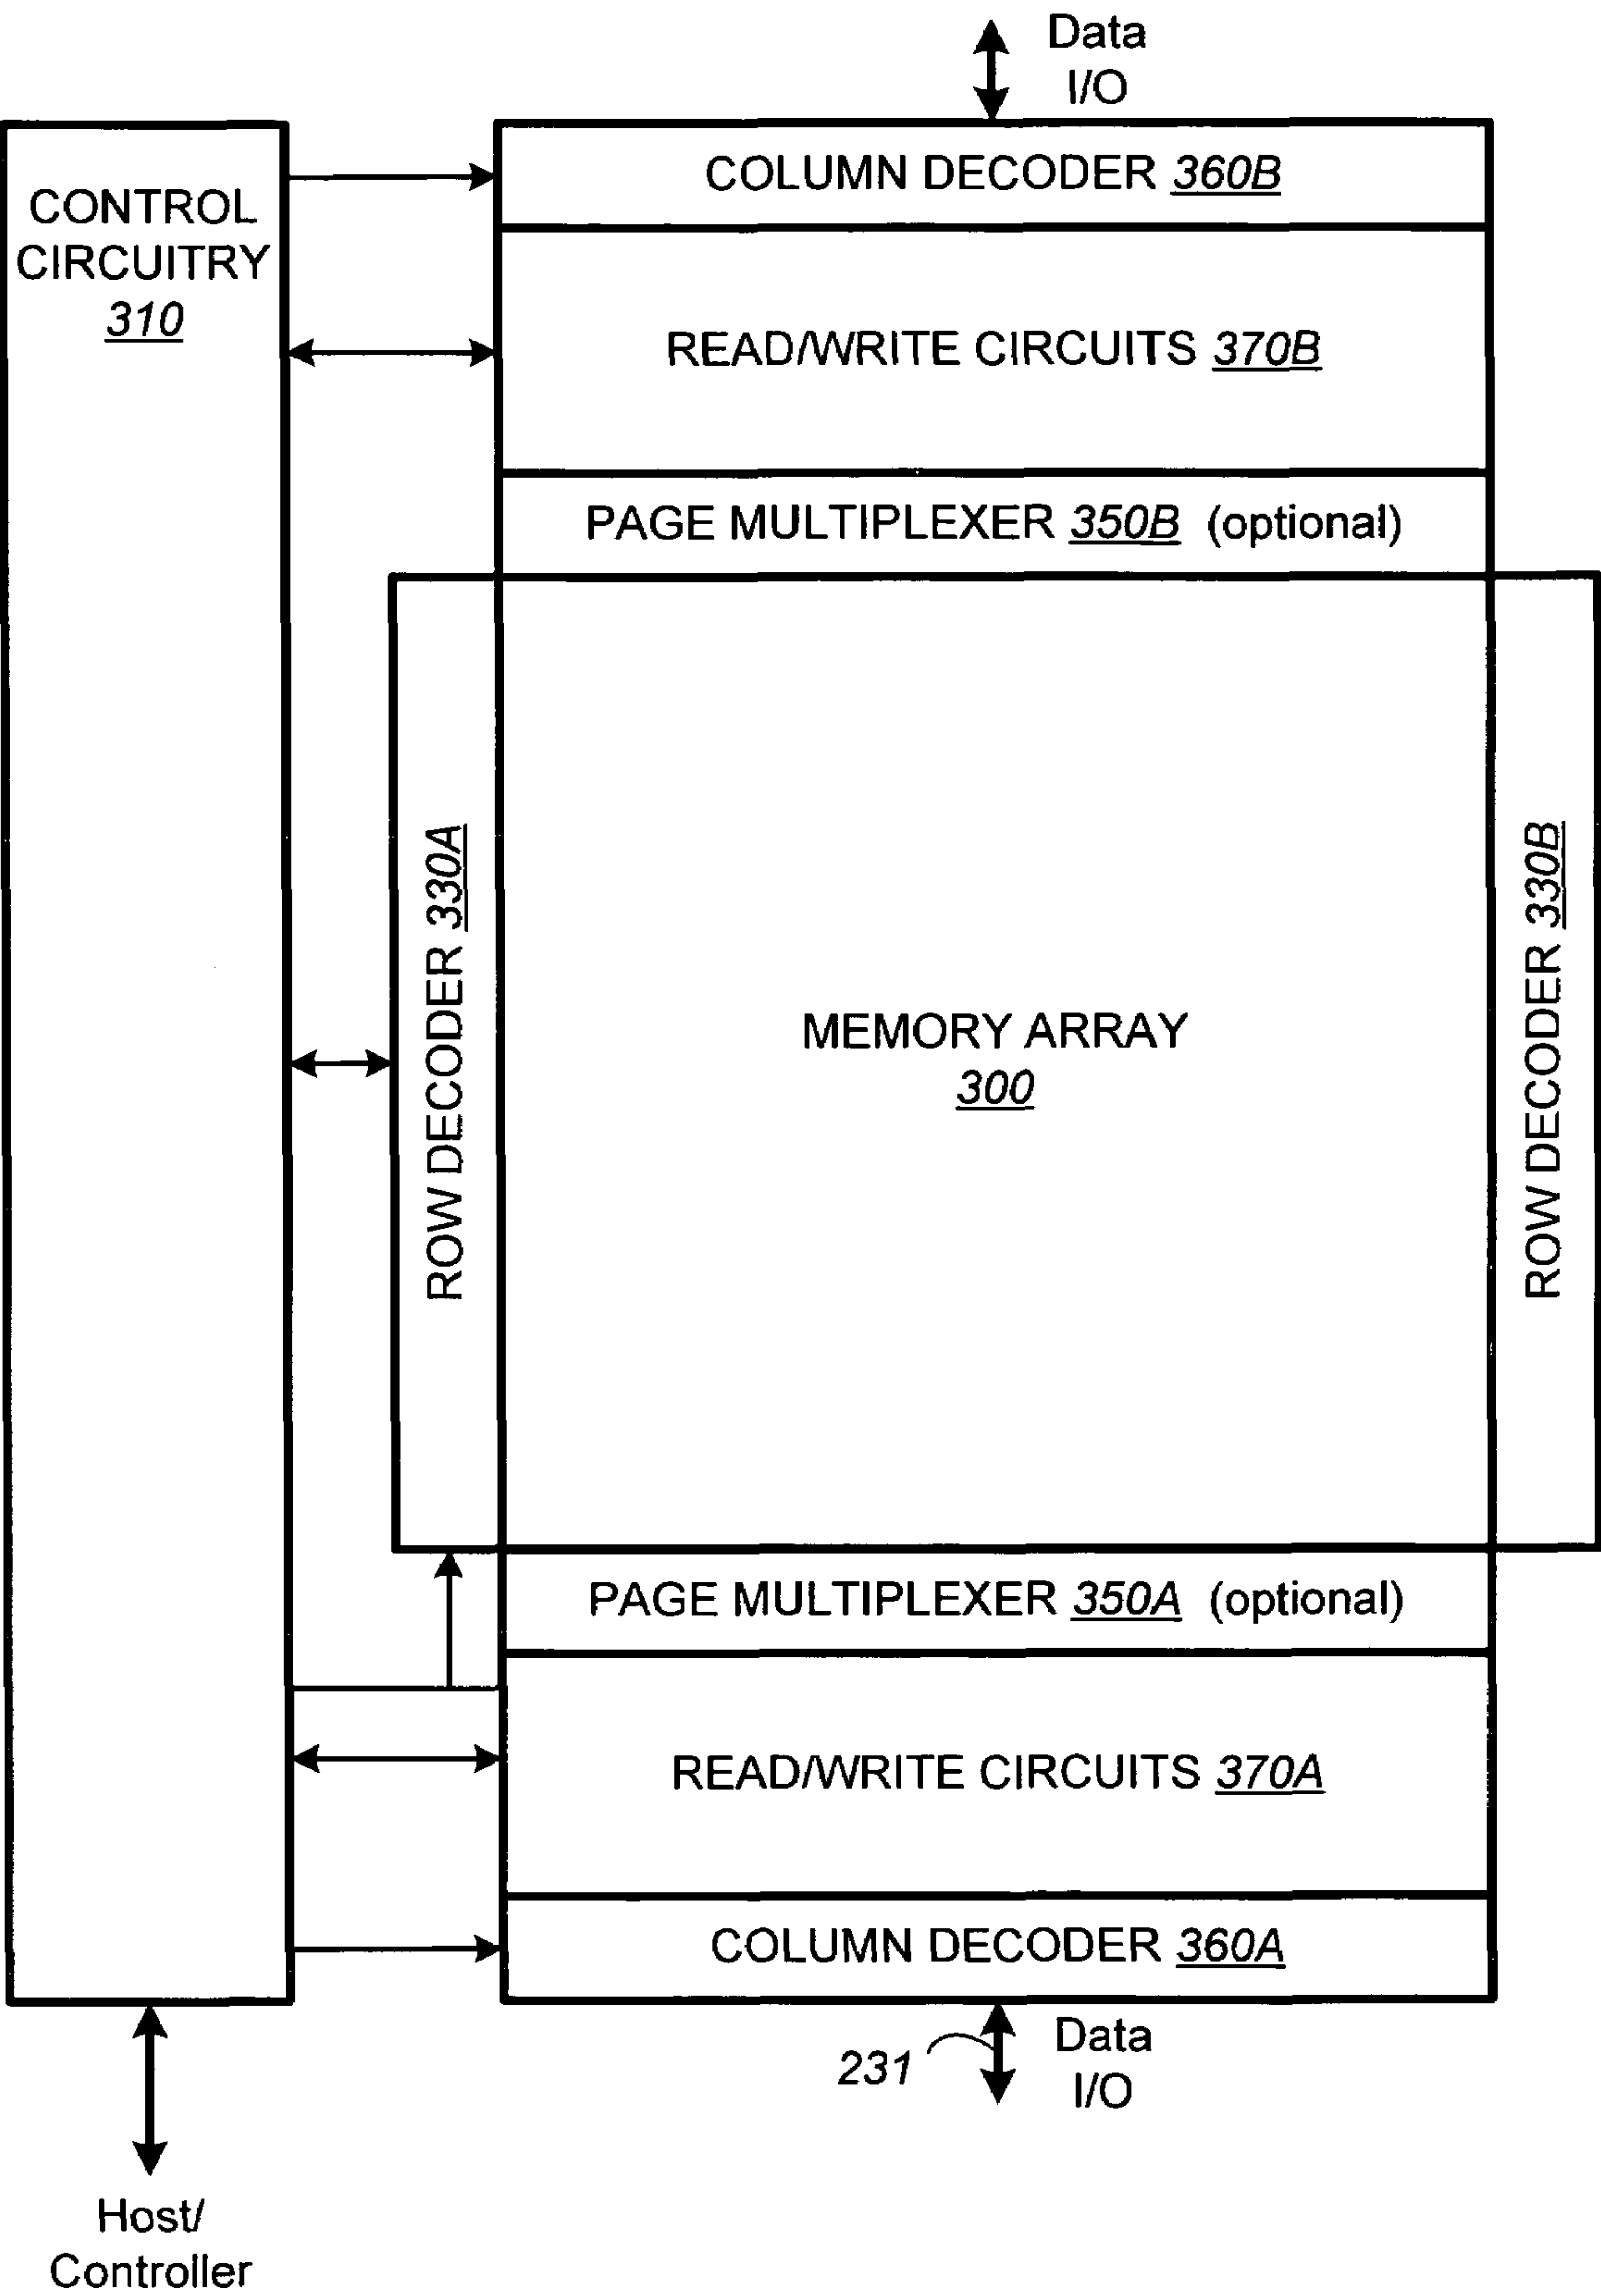 Data
I/O
COLUMN DECODER 360B
CONTROL
CIRCUITRY
310
READ/WRITE CIRCUITS 370B
PAGE MULTIPLEXER 350B (optional)
ROW DECODER 330A
MEMORY ARRAY
300
ROW DECODER 330B
PAGE MULTIPLEXER 350A (optional)
READ/WRITE CIRCUITS 370A
COLUMN DECODER 360A
231
Data
I/O
Host/
Controller